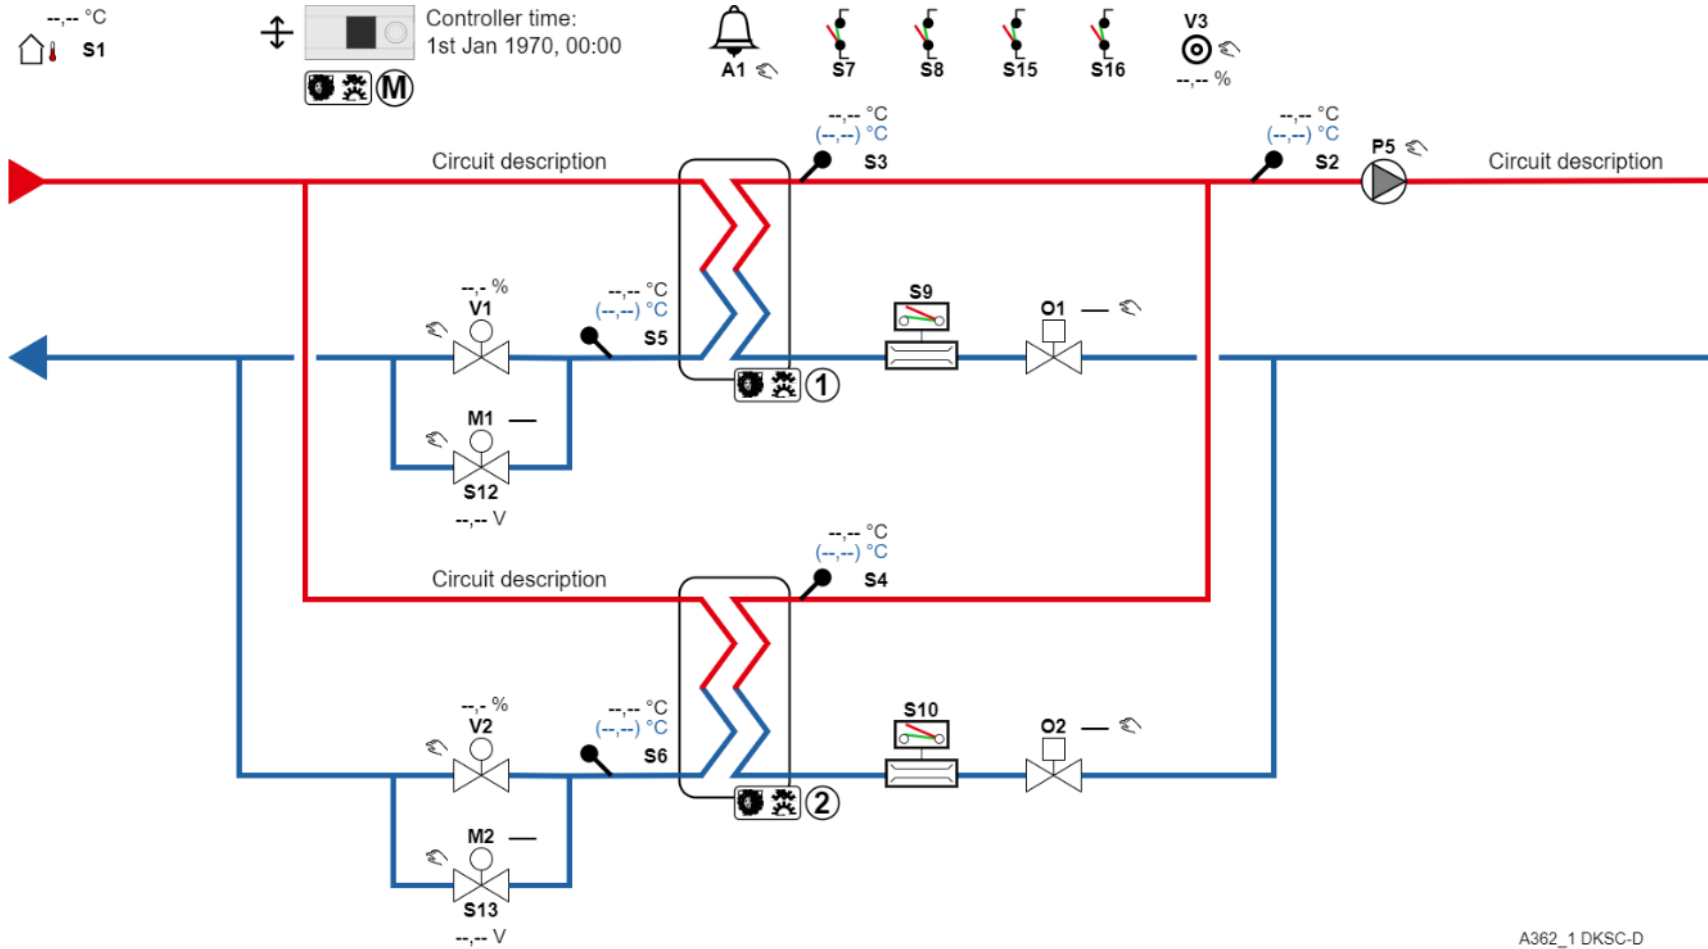 --,-- °C
S1
Controller time:
1st Jan 1970, 00:00
M
A1
S7
S8
S15
S16
V3
--,-- %
--,-- °C
(--,--) °C
S3
--,-- °C
(--,--) °C
S2
P5
Circuit description
Circuit description
--,- %
V1
--,-- °C
(--,--) °C
S5
S9
O1
1
M1
S12
--,-- V
--,-- °C
(--,--) °C
S4
Circuit description
--,- %
V2
--,-- °C
(--,--) °C
S6
S10
O2
2
M2
S13
--,-- V
A362_1 DKSC-D